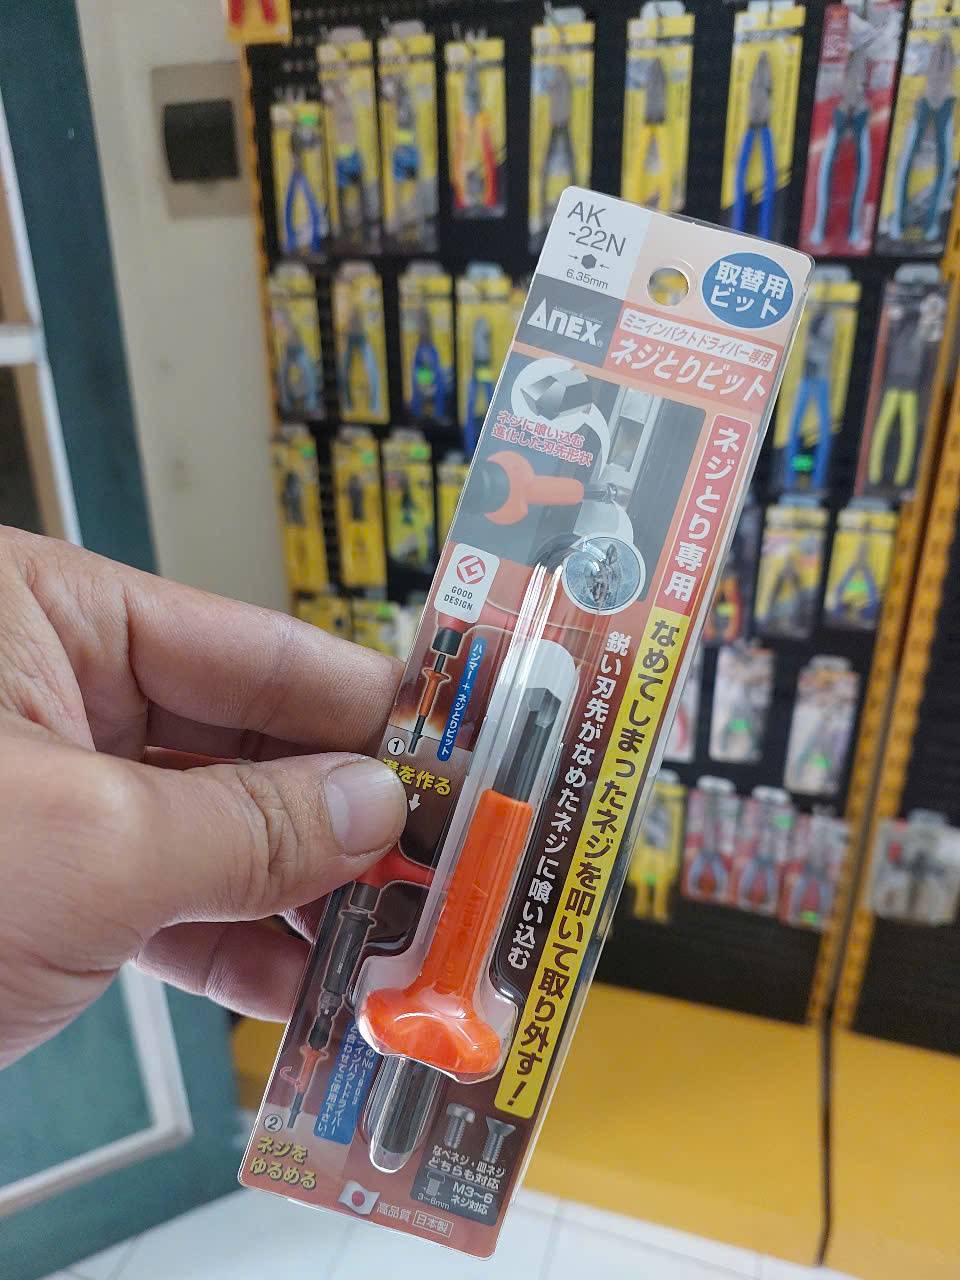 AK
-22N
6.35mm
取替用
ビット
ANEX
ミニインパクトドライバー専用
ネジとりビット
ネジに喰い込む
進化した刃先形状
ネジとり専用
なめてしまったネジを叩いて取り外す!
鋭い刃先がなめたネジに喰い込む
GOOD
DESIGN
ハンマー+ネジとりビット
①
を作る
②
ネジを
ゆるめる
なべネジ・皿ネジ
どちらも対応
M3~6
ネジ対応
3~6mm
高品質 日本製